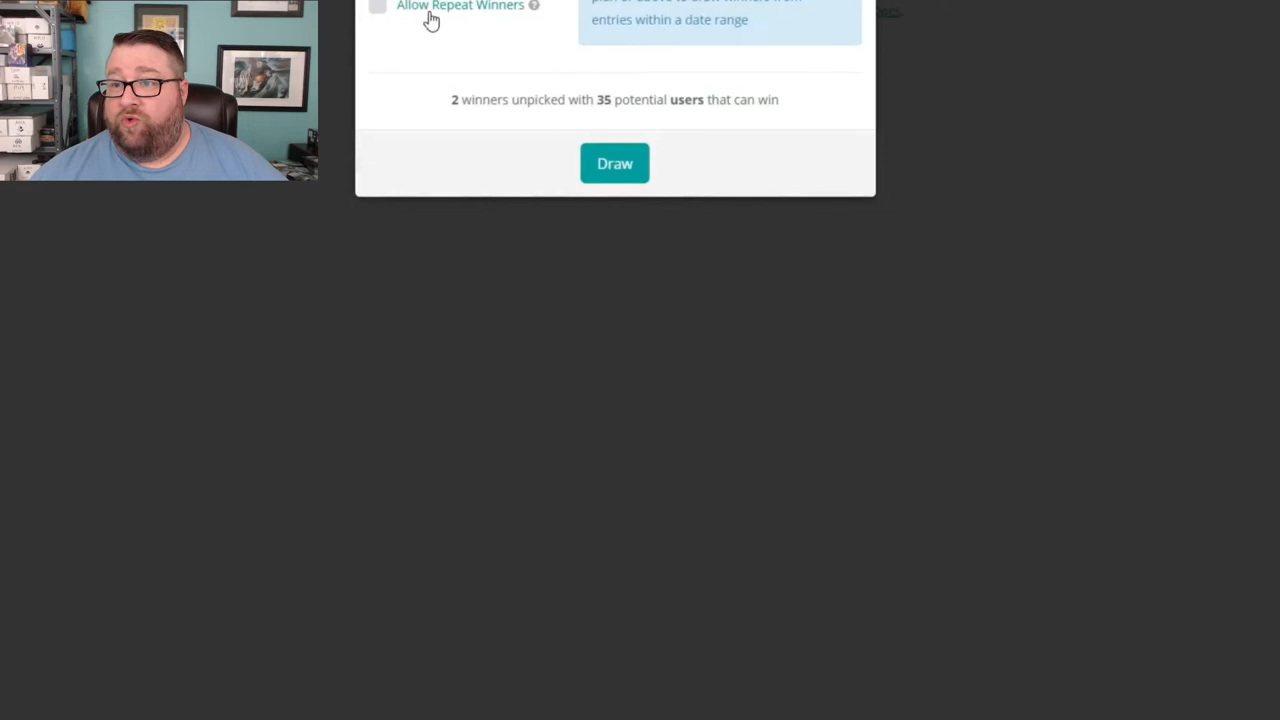 Allow Repeat Winners
entries within a date range
2 winners unpicked with 35 potential users that can win
Draw